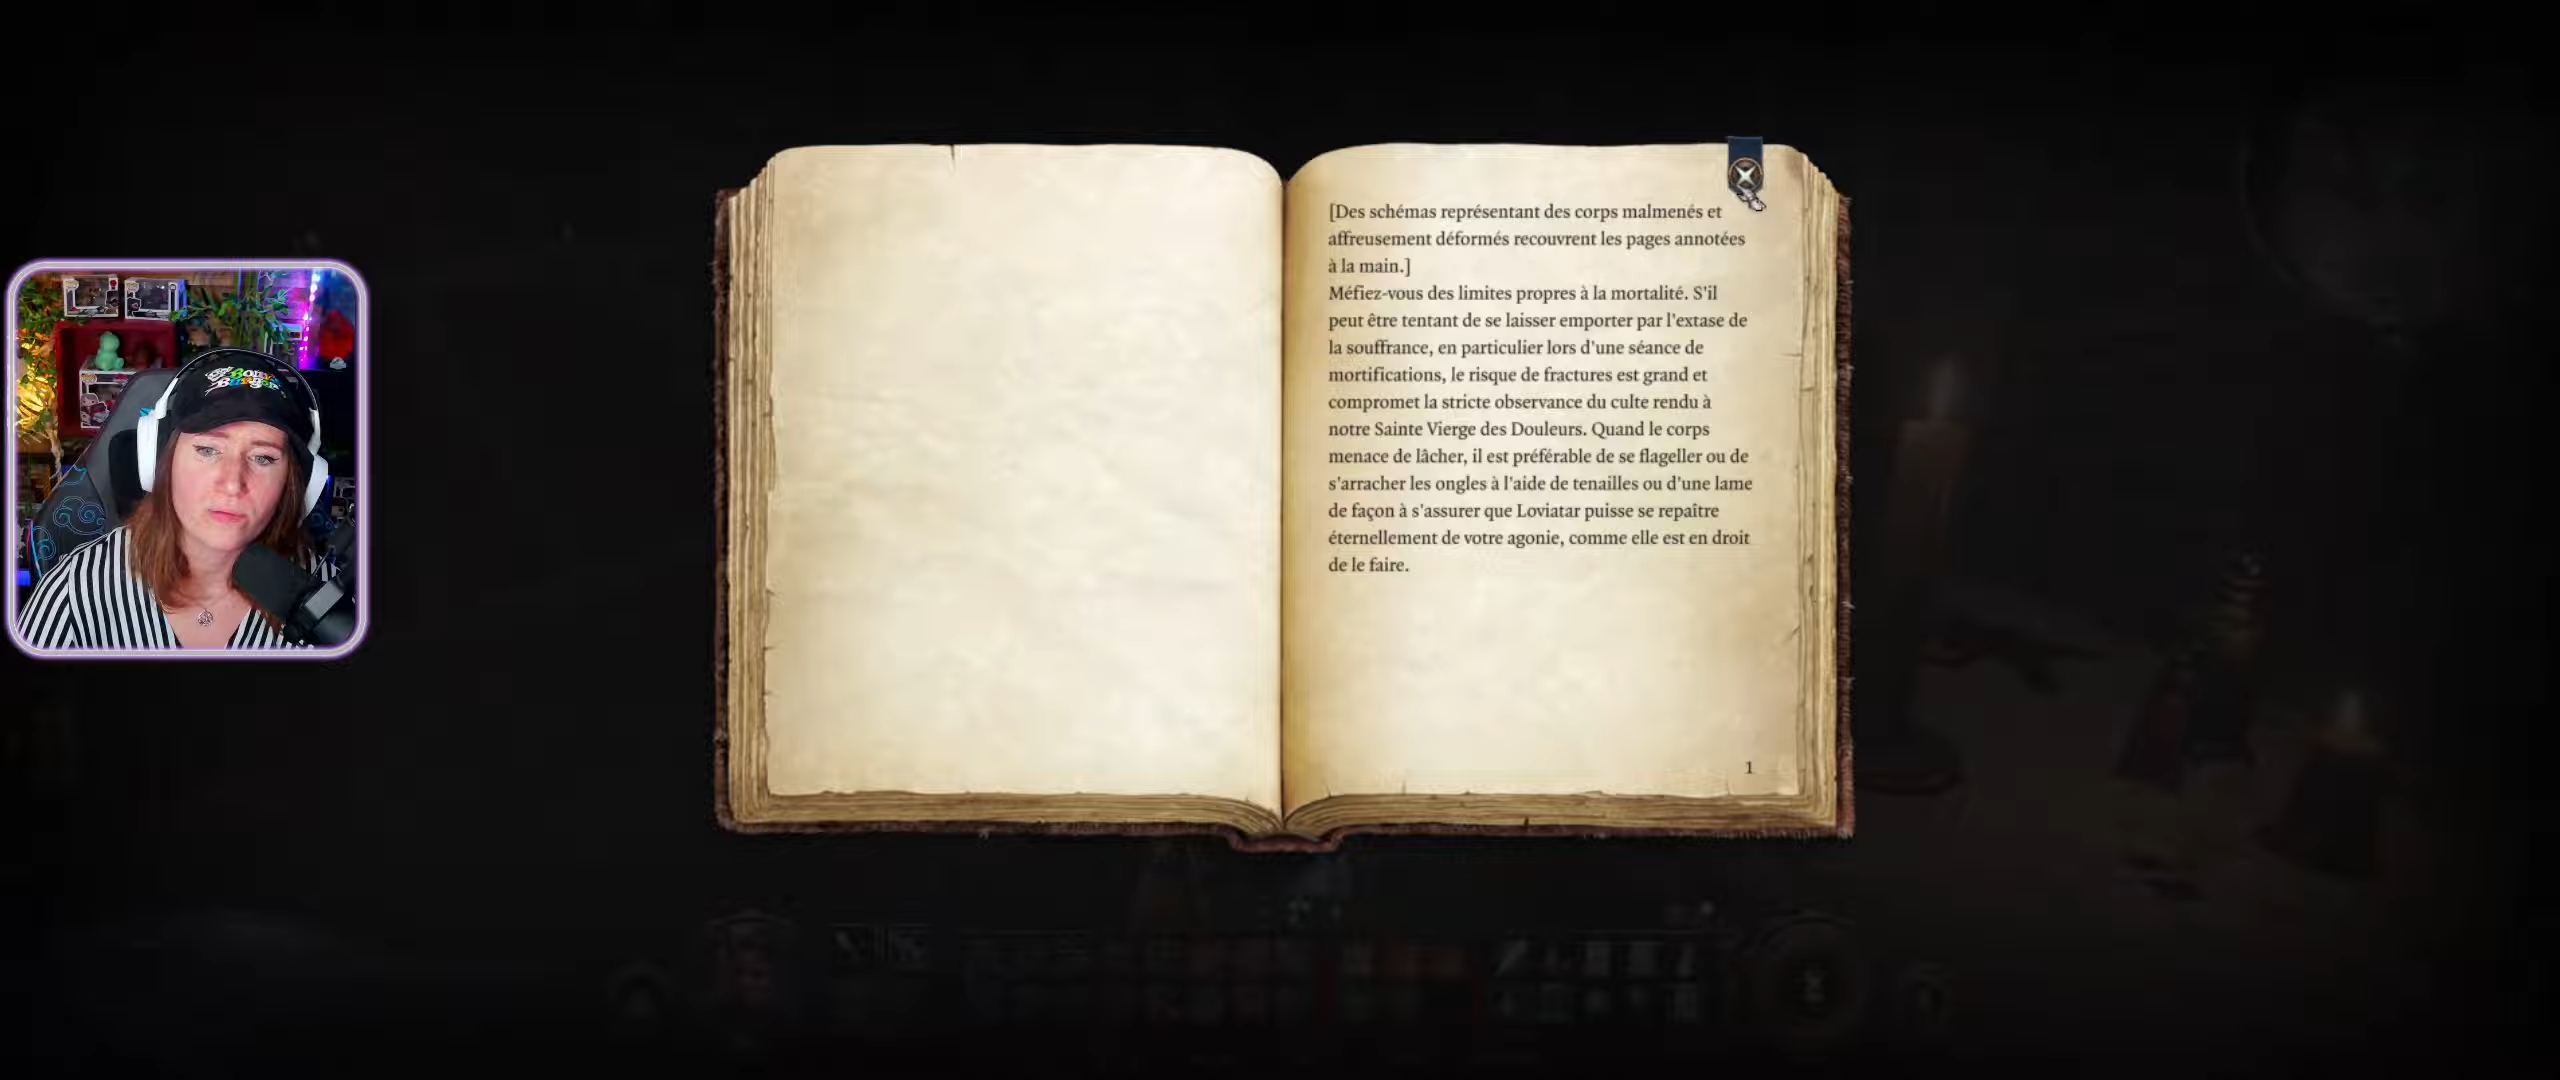 [Des schémas représentant des corps malmenés et
affreusement déformés recouvrent les pages annotées
à la main.]
Méfiez-vous des limites propres à la mortalité. S'il
peut être tentant de se laisser emporter par l'extase de
la souffrance, en particulier lors d'une séance de
mortifications, le risque de fractures est grand et
compromet la stricte observance du culte rendu à
notre Sainte Vierge des Douleurs. Quand le corps
menace de lâcher, il est préférable de se flageller ou de
s'arracher les ongles à l'aide de tenailles ou d'une lame
de façon à s'assurer que Loviatar puisse se repaître
éternellement de votre agonie, comme elle est en droit
de le faire.
1